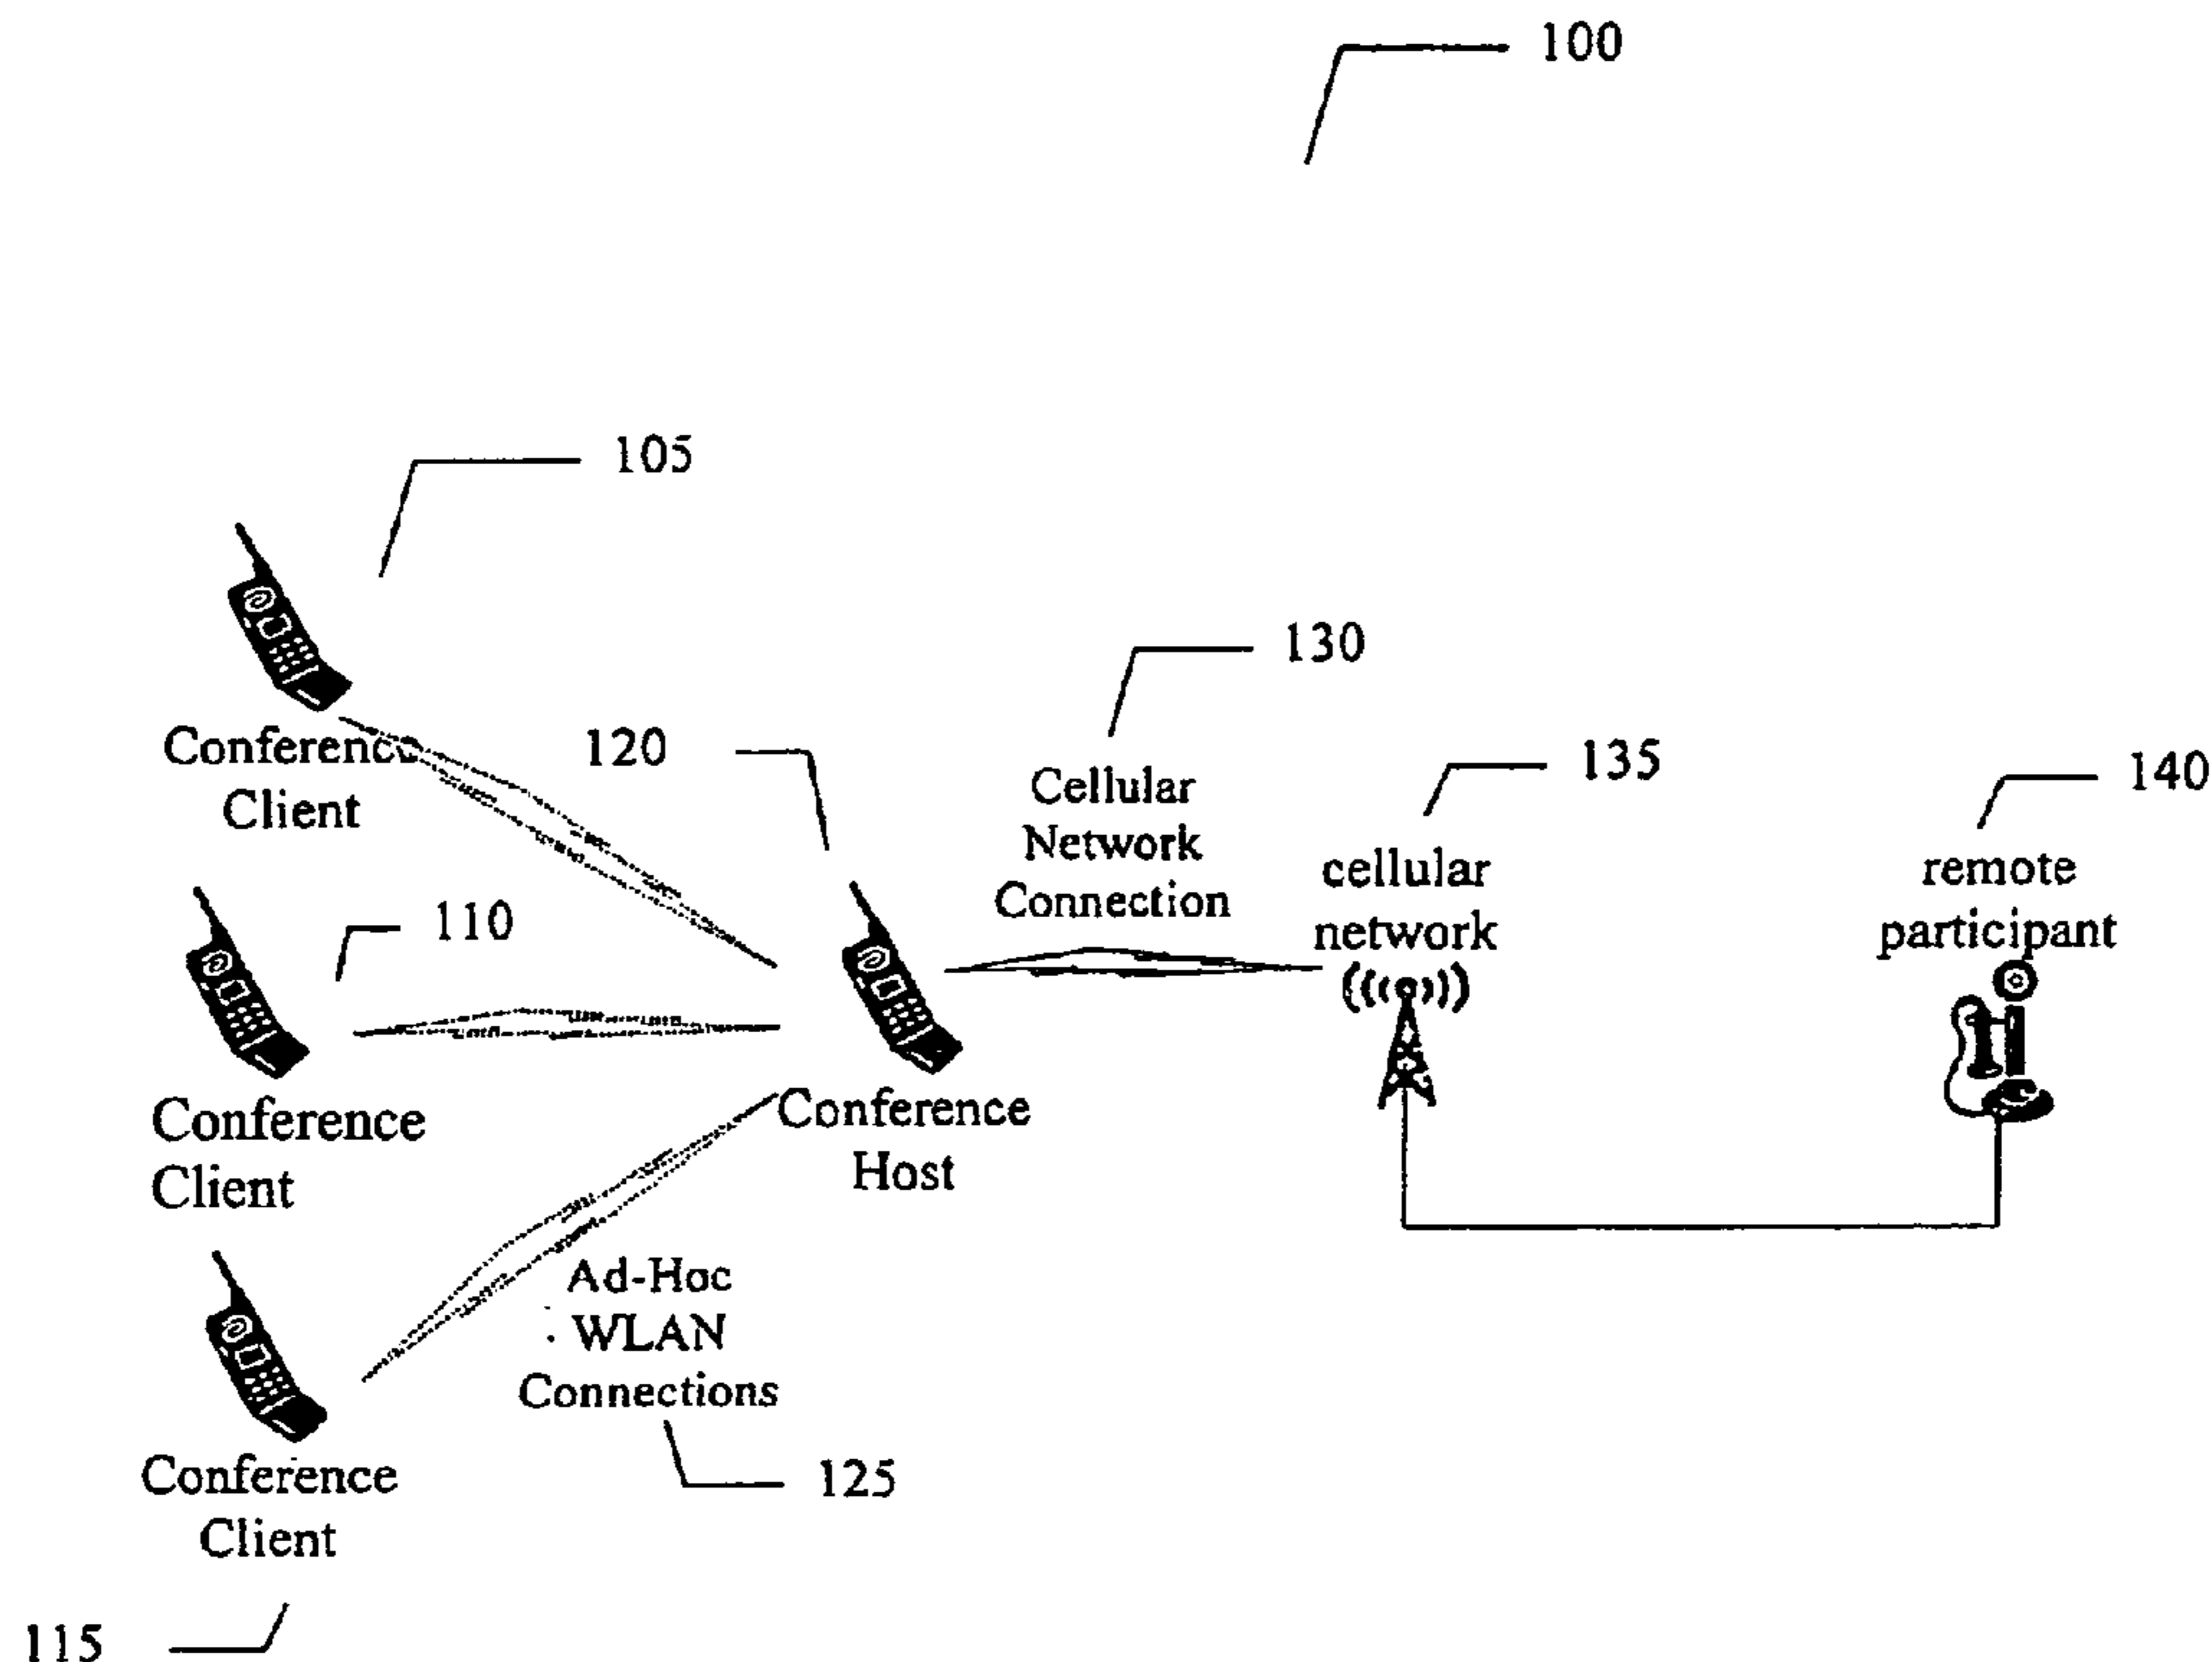 100
105
130
120
135
140
Conference
Client
Cellular
Network
Connection
cellular
network
remote
participant
110
Conference
Client
Conference
Host
Ad-Hoc
WLAN
Connections
125
Conference
Client
115